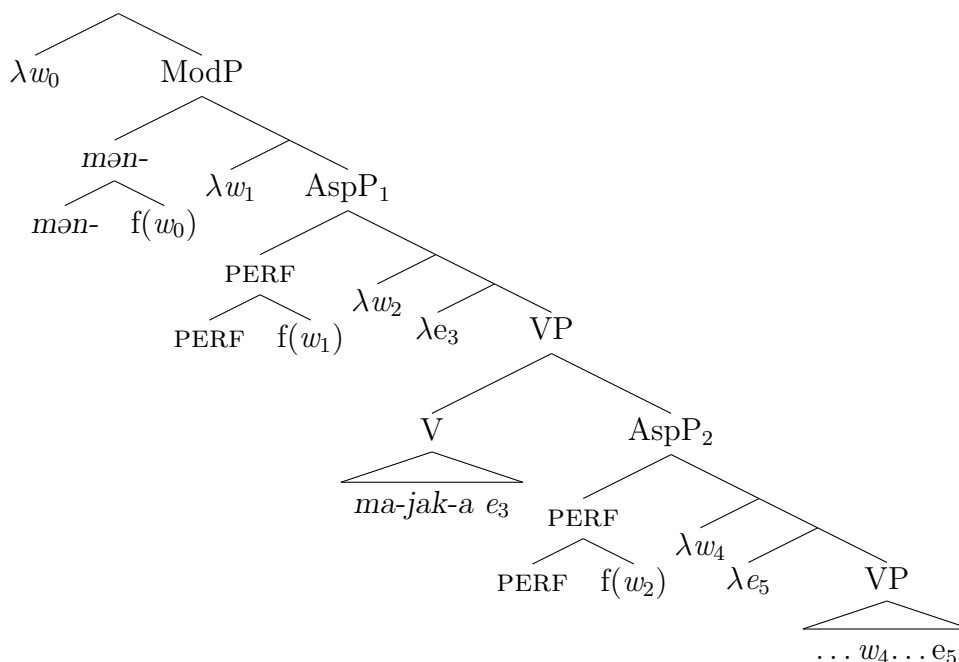 λw₀ ModP
mən-
mən- f(w₀)
λw₁ AspP₁
PERF
PERF f(w₁)
λw₂
λe₃ VP
V AspP₂
ma-jak-a e₃
PERF
PERF f(w₂)
λw₄
λe₅ VP
… w₄ … e₅